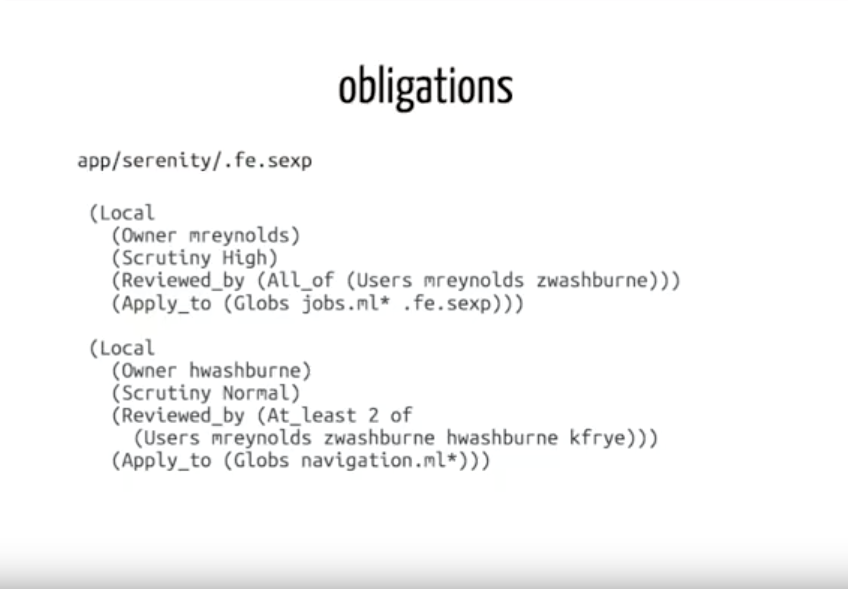 obligations
app/serenity/.fe.sexp
(Local
(Owner mreynolds)
(Scrutiny High)
(Reviewed_by (All_of (Users mreynolds zwashburne)))
(Apply_to (Globs jobs.ml* .fe.sexp)))
(Local
(Owner hwashburne)
(Scrutiny Normal)
(Reviewed_by (At_least 2 of
(Users mreynolds zwashburne hwashburne kfrye)))
(Apply_to (Globs navigation.ml*)))